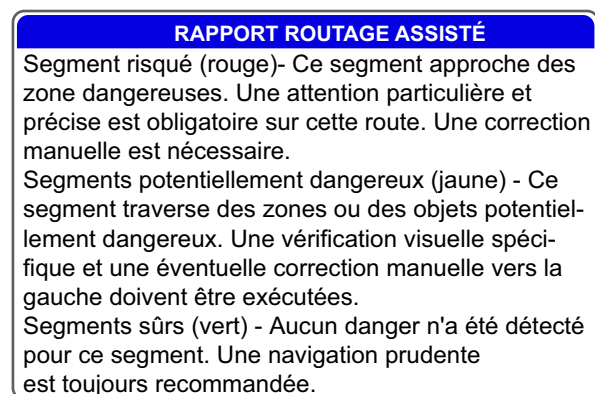 RAPPORT ROUTAGE ASSISTÉ
Segment risqué (rouge)- Ce segment approche des
zone dangereuses. Une attention particulière et
précise est obligatoire sur cette route. Une correction
manuelle est nécessaire.
Segments potentiellement dangereux (jaune) - Ce
segment traverse des zones ou des objets potentiel-
lement dangereux. Une vérification visuelle spéci-
fique et une éventuelle correction manuelle vers la
gauche doivent être exécutées.
Segments sûrs (vert) - Aucun danger n'a été détecté
pour ce segment. Une navigation prudente
est toujours recommandée.